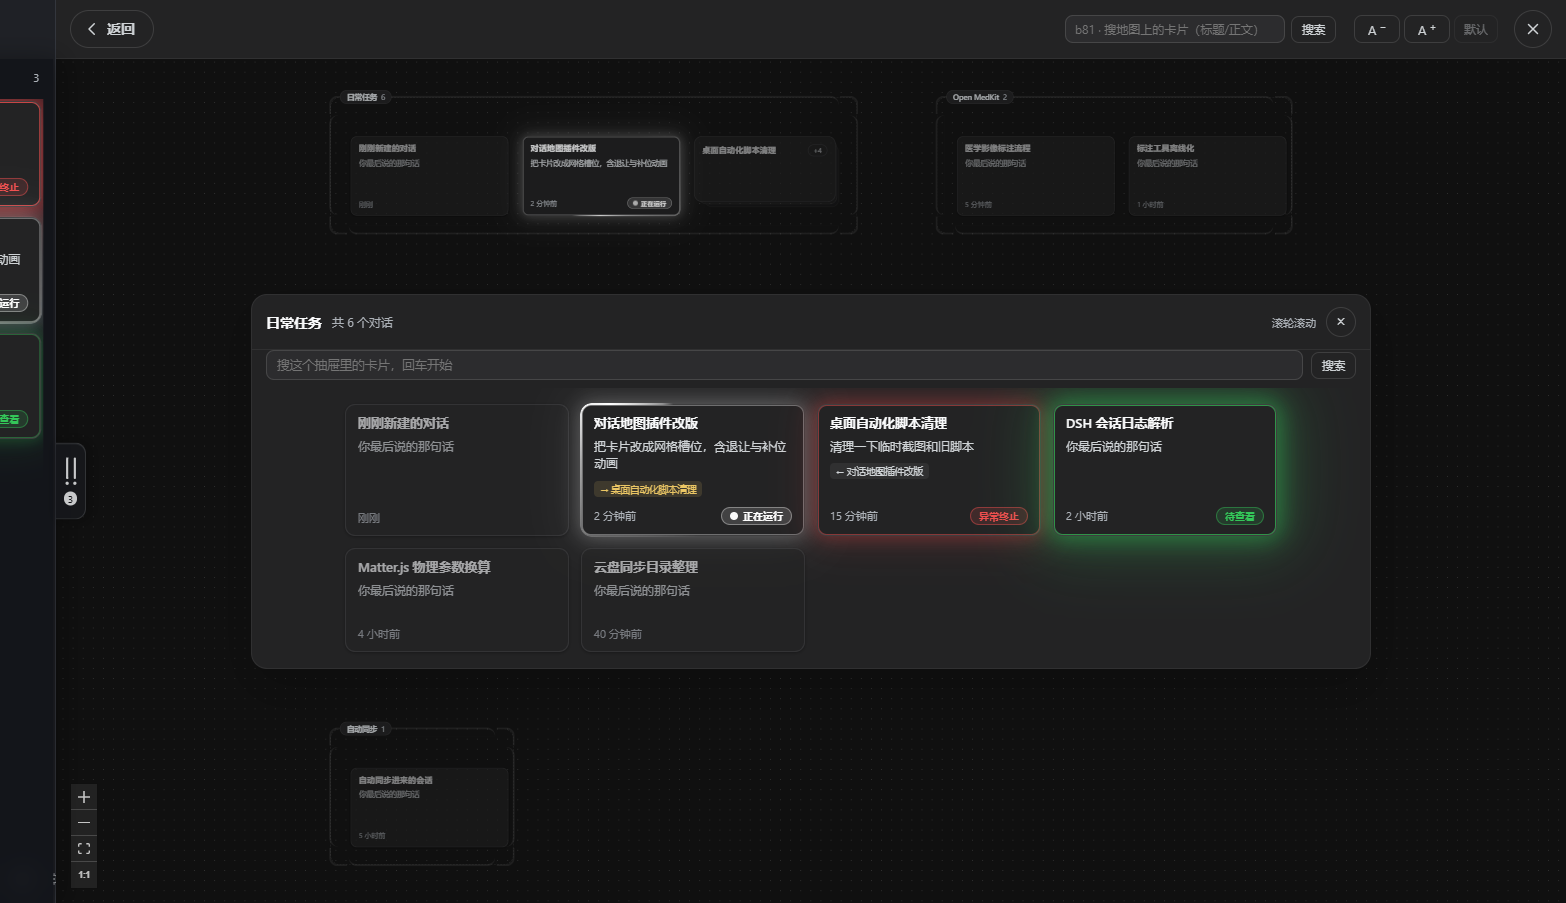 返回
b81 · 搜地图上的卡片（标题/正文）
搜索
A⁻
A⁺
默认
3
终止
动画
运行
查看
3
日常任务 6
刚刚新建的对话
你最后说的那句话
刚刚
对话地图插件改版
把卡片改成网格槽位，含退让与补位动画
2 分钟前
正在运行
桌面自动化脚本清理
+4
Open MedKit 2
医学影像标注流程
你最后说的那句话
5 分钟前
标注工具离线化
你最后说的那句话
1 小时前
日常任务 共 6 个对话
滚轮滚动
搜这个抽屉里的卡片，回车开始
搜索
刚刚新建的对话
你最后说的那句话
刚刚
对话地图插件改版
把卡片改成网格槽位，含退让与补位
动画
→ 桌面自动化脚本清理
2 分钟前
正在运行
桌面自动化脚本清理
清理一下临时截图和旧脚本
← 对话地图插件改版
15 分钟前
异常终止
DSH 会话日志解析
你最后说的那句话
2 小时前
待查看
Matter.js 物理参数换算
你最后说的那句话
4 小时前
云盘同步目录整理
你最后说的那句话
40 分钟前
自动同步 1
自动同步进来的会话
你最后说的那句话
5 小时前
1:1